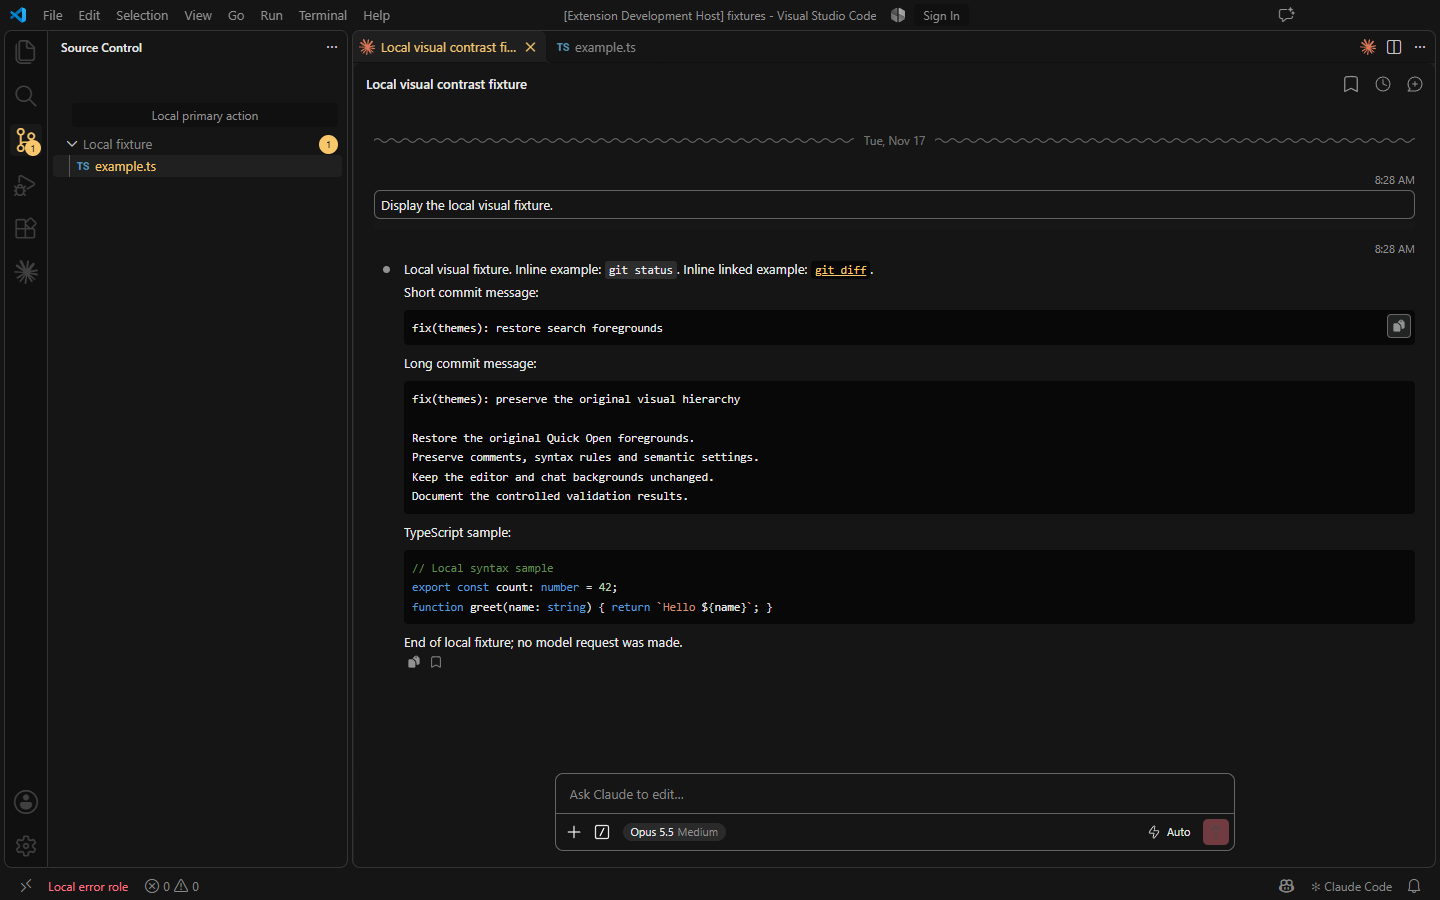 File Edit Selection View Go Run Terminal Help
[Extension Development Host] fixtures - Visual Studio Code
Sign In
Source Control
Local primary action
Local fixture
1
1
TS example.ts
Local visual contrast fi...
TS example.ts
Local visual contrast fixture
Tue, Nov 17
8:28 AM
Display the local visual fixture.
8:28 AM
Local visual fixture. Inline example: git status. Inline linked example: git diff.
Short commit message:
fix(themes): restore search foregrounds
Long commit message:
fix(themes): preserve the original visual hierarchy
Restore the original Quick Open foregrounds.
Preserve comments, syntax rules and semantic settings.
Keep the editor and chat backgrounds unchanged.
Document the controlled validation results.
TypeScript sample:
// Local syntax sample
export const count: number = 42;
function greet(name: string) { return `Hello ${name}`; }
End of local fixture; no model request was made.
Ask Claude to edit...
Opus 5.5 Medium
Auto
Local error role
0
0
Claude Code